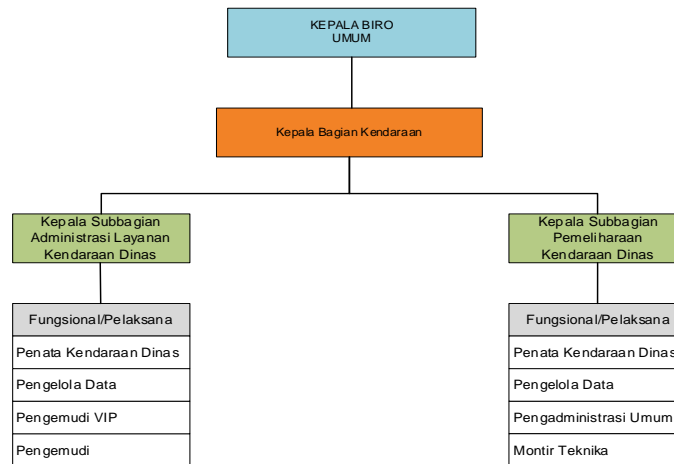 KEPALA BIRO
UMUM
Kepala Bagian Kendaraan
Kepala Subbagian
Administrasi Layanan
Kendaraan Dinas
Fungsional/Pelaksana
Penata Kendaraan Dinas
Pengelola Data
Pengemudi VIP
Pengemudi
Kepala Subbagian
Pemeliharaan
Kendaraan Dinas
Fungsional/Pelaksana
Penata Kendaraan Dinas
Pengelola Data
Pengadministrasi Umum
Montir Teknika